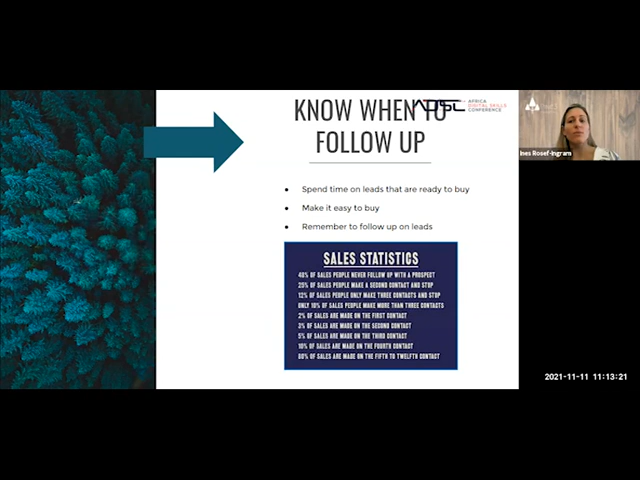 KNOW WHEN TO
FOLLOW UP
ADSC
AFRICA
DIGITAL SKILLS
CONFERENCE
Ines Rosef-Ingram
Spend time on leads that are ready to buy
Make it easy to buy
Remember to follow up on leads
SALES STATISTICS
48% OF SALES PEOPLE NEVER FOLLOW UP WITH A PROSPECT
25% OF SALES PEOPLE MAKE A SECOND CONTACT AND STOP
12% OF SALES PEOPLE ONLY MAKE THREE CONTACTS AND STOP
ONLY 10% OF SALES PEOPLE MAKE MORE THAN THREE CONTACTS
2% OF SALES ARE MADE ON THE FIRST CONTACT
3% OF SALES ARE MADE ON THE SECOND CONTACT
5% OF SALES ARE MADE ON THE THIRD CONTACT
10% OF SALES ARE MADE ON THE FOURTH CONTACT
80% OF SALES ARE MADE ON THE FIFTH TO TWELFTH CONTACT
2021-11-11 11:13:21